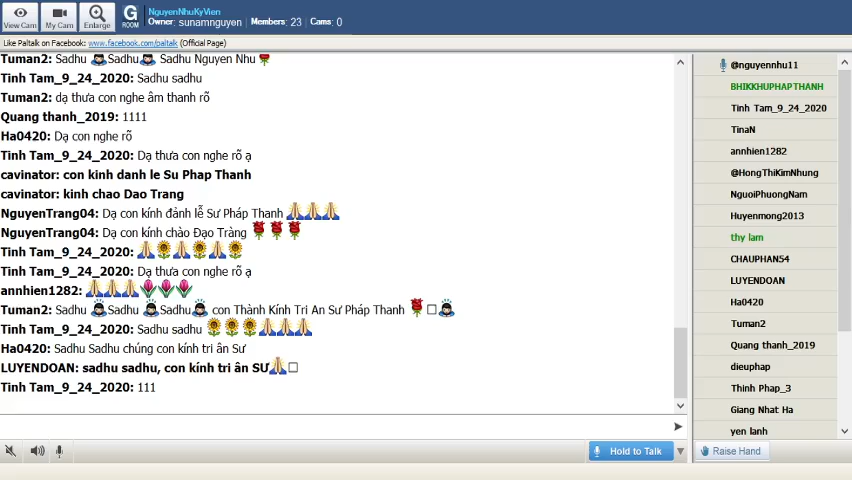 View Cam
My Cam
Enlarge
G
ROOM
NguyenNhuKyVien
Owner: sunamnguyen Members: 23 Cams: 0
Like Paltalk on Facebook: www.facebook.com/paltalk (Official Page)
Tuman2: Sadhu Sadhu Sadhu Nguyen Nhu
Tinh Tam_9_24_2020: Sadhu sadhu
Tuman2: dạ thưa con nghe âm thanh rõ
Quang thanh_2019: 1111
Ha0420: Dạ con nghe rõ
Tinh Tam_9_24_2020: Dạ thưa con nghe rõ ạ
cavinator: con kinh danh le Su Phap Thanh
cavinator: kinh chao Dao Trang
NguyenTrang04: Dạ con kính đảnh lễ Sư Pháp Thanh 🙏🙏🙏
NguyenTrang04: Dạ con kính chào Đạo Tràng 🌹🌹🌹
Tinh Tam_9_24_2020: 🙏🌻🙏🌻🙏🌻
Tinh Tam_9_24_2020: Dạ thưa con nghe rõ ạ
annhien1282: 🙏🙏🙏🌷🌷🌷
Tuman2: Sadhu Sadhu Sadhu con Thành Kính Tri Ân Sư Pháp Thanh
Tinh Tam_9_24_2020: Sadhu sadhu 🌻🌻🌻🙏🙏🙏
Ha0420: Sadhu Sadhu chúng con kính tri ân Sư
LUYENDOAN: sadhu sadhu, con kính tri ân SƯ🙏
Tinh Tam_9_24_2020: 111
Hold to Talk
@nguyennhu11
BHIKKHUPHAPTHANH
Tinh Tam_9_24_2020
TinaN
annhien1282
@HongThiKimNhung
NguoiPhuongNam
Huyenmong2013
thy lam
CHAUPHAN54
LUYENDOAN
Ha0420
Tuman2
Quang thanh_2019
dieuphap
Thinh Phap_3
Giang Nhat Ha
yen lanh
Raise Hand